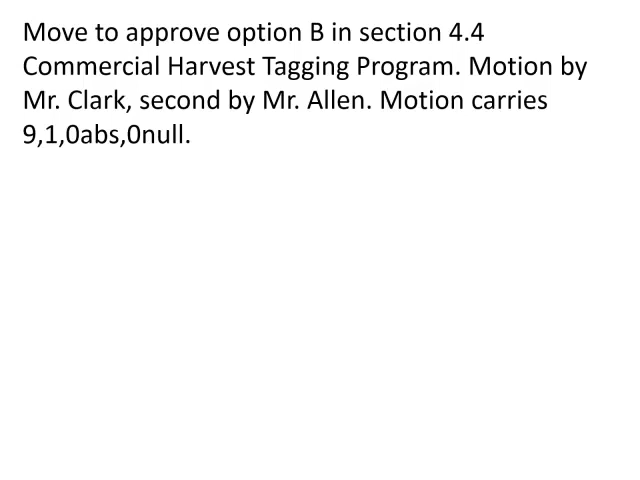 Move to approve option B in section 4.4
Commercial Harvest Tagging Program. Motion by
Mr. Clark, second by Mr. Allen. Motion carries
9,1,0abs,0null.